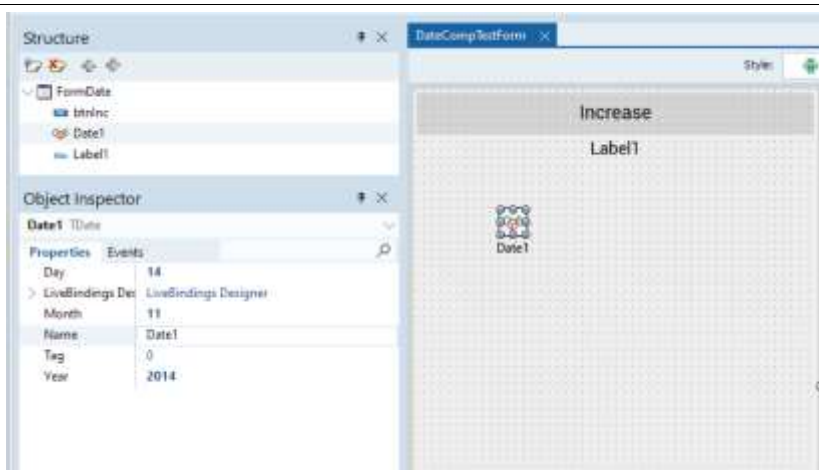 Structure
FormDate
btnInc
Date1
Label1
Object Inspector
Date1 TDate
Properties Events
Day 14
LiveBindings Des LiveBindings Designer
Month 11
Name Date1
Tag 0
Year 2014
DateCompTestForm
Style:
Increase
Label1
Date1